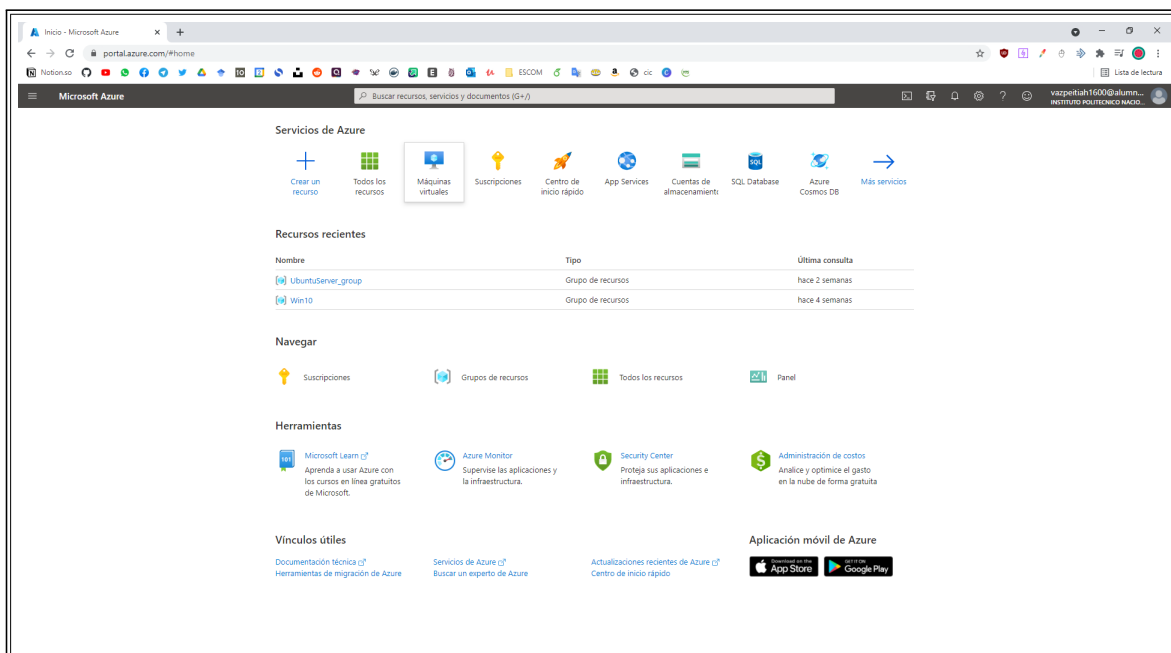 Inicio - Microsoft Azure
portal.azure.com/#home
Notion.so
ESCOM
cic
Lista de lectura
Microsoft Azure
Buscar recursos, servicios y documentos (G+/)
vazpeitiah1600@alumn...
INSTITUTO POLITECNICO NACIO...
Servicios de Azure
Crear un recurso
Todos los recursos
Máquinas virtuales
Suscripciones
Centro de inicio rápido
App Services
Cuentas de almacenamiento
SQL Database
Azure Cosmos DB
Más servicios
Recursos recientes
Nombre Tipo Última consulta
UbuntuServer_group Grupo de recursos hace 2 semanas
Win10 Grupo de recursos hace 4 semanas
Navegar
Suscripciones Grupos de recursos Todos los recursos Panel
Herramientas
Microsoft Learn
Aprenda a usar Azure con
los cursos en línea gratuitos
de Microsoft.
Azure Monitor
Supervise las aplicaciones y
la infraestructura.
Security Center
Proteja sus aplicaciones e
infraestructura.
Administración de costos
Analice y optimice el gasto
en la nube de forma gratuita
Vínculos útiles
Documentación técnica Servicios de Azure Actualizaciones recientes de Azure
Herramientas de migración de Azure Buscar un experto de Azure Centro de inicio rápido
Aplicación móvil de Azure
Download on the
App Store
GET IT ON
Google Play